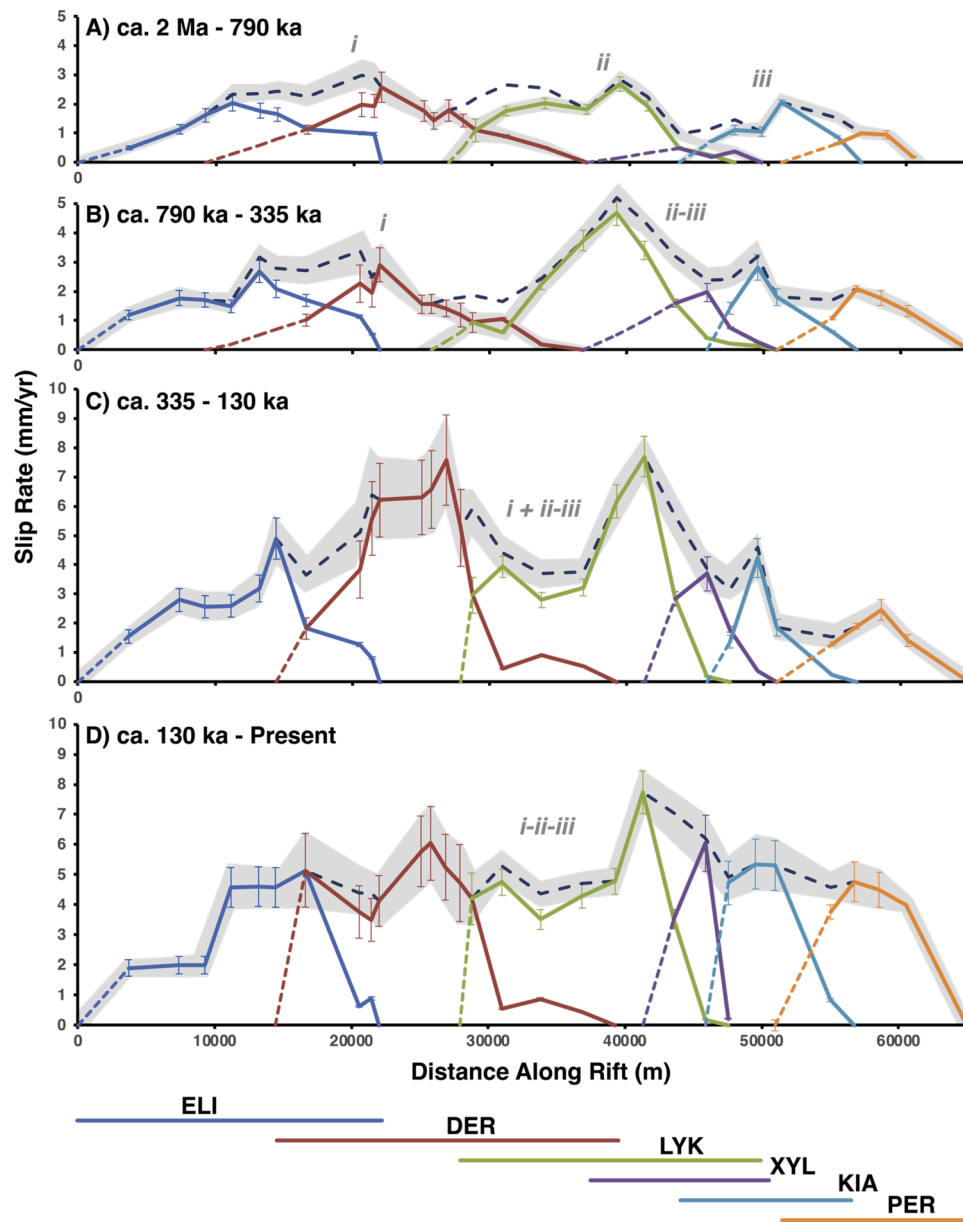 5
A) ca. 2 Ma - 790 ka
4
i
ii
iii
3
2
1
0
0
5
B) ca. 790 ka - 335 ka
4
i
ii-iii
3
2
1
0
0
Slip Rate (mm/yr)
10
C) ca. 335 - 130 ka
9
8
7
6
i + ii-iii
5
4
3
2
1
0
10
D) ca. 130 ka - Present
9
8
7
i-ii-iii
6
5
4
3
2
1
0
0 10000 20000 30000 40000 50000 60000
Distance Along Rift (m)
ELI
DER
LYK
XYL
KIA
PER